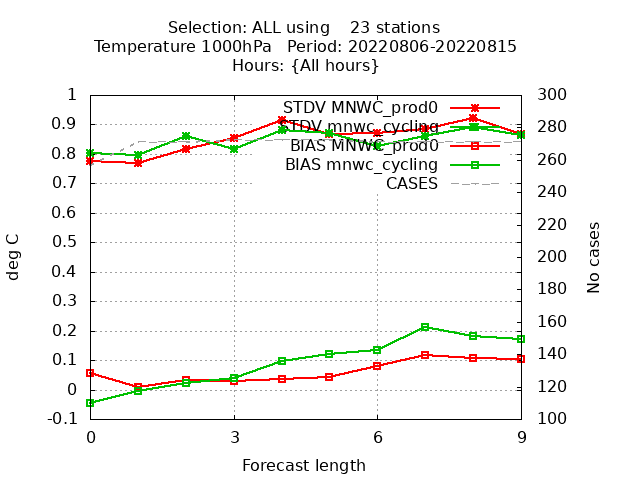 Selection: ALL using 23 stations
Temperature 1000hPa Period: 20220806-20220815
Hours: {All hours}
1
0.9
0.8
0.7
0.6
0.5
0.4
0.3
0.2
0.1
0
-0.1
deg C
STDV MNWC_prod0
STDV mnwc_cycling
BIAS MNWC_prod0
BIAS mnwc_cycling
CASES
300
280
260
240
220
200
180
160
140
120
100
No cases
0 3 6 9
Forecast length